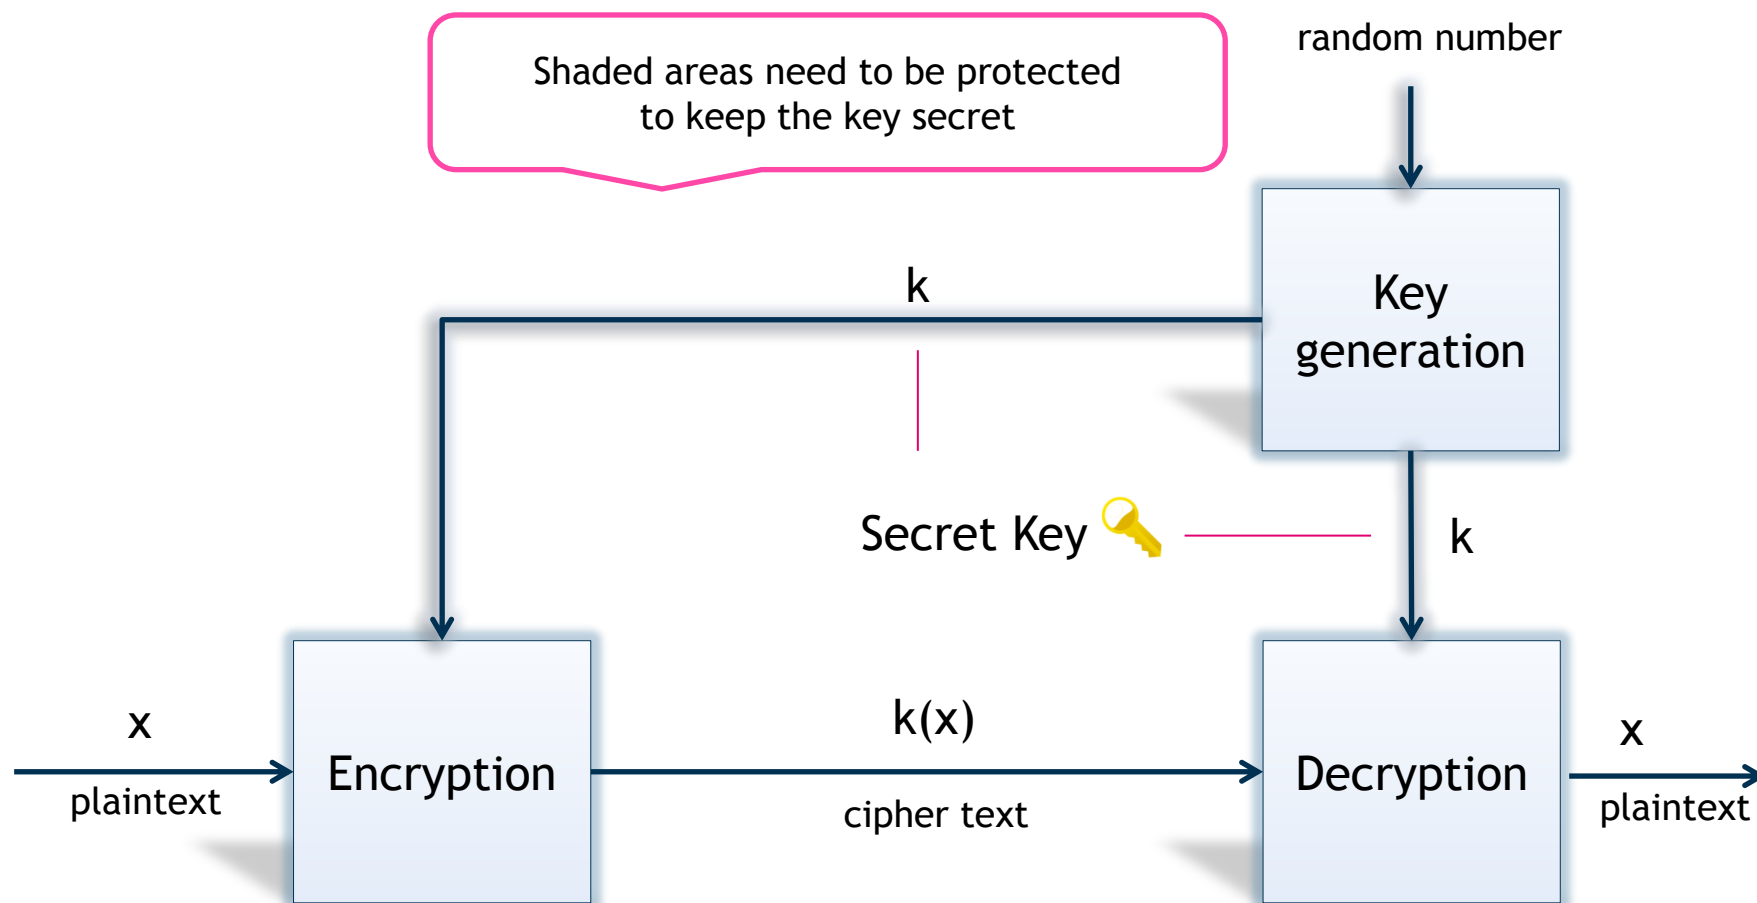 random number
Shaded areas need to be protected
to keep the key secret
k
Key
generation
Secret Key
k
x
k(x)
x
Encryption
Decryption
plaintext
cipher text
plaintext